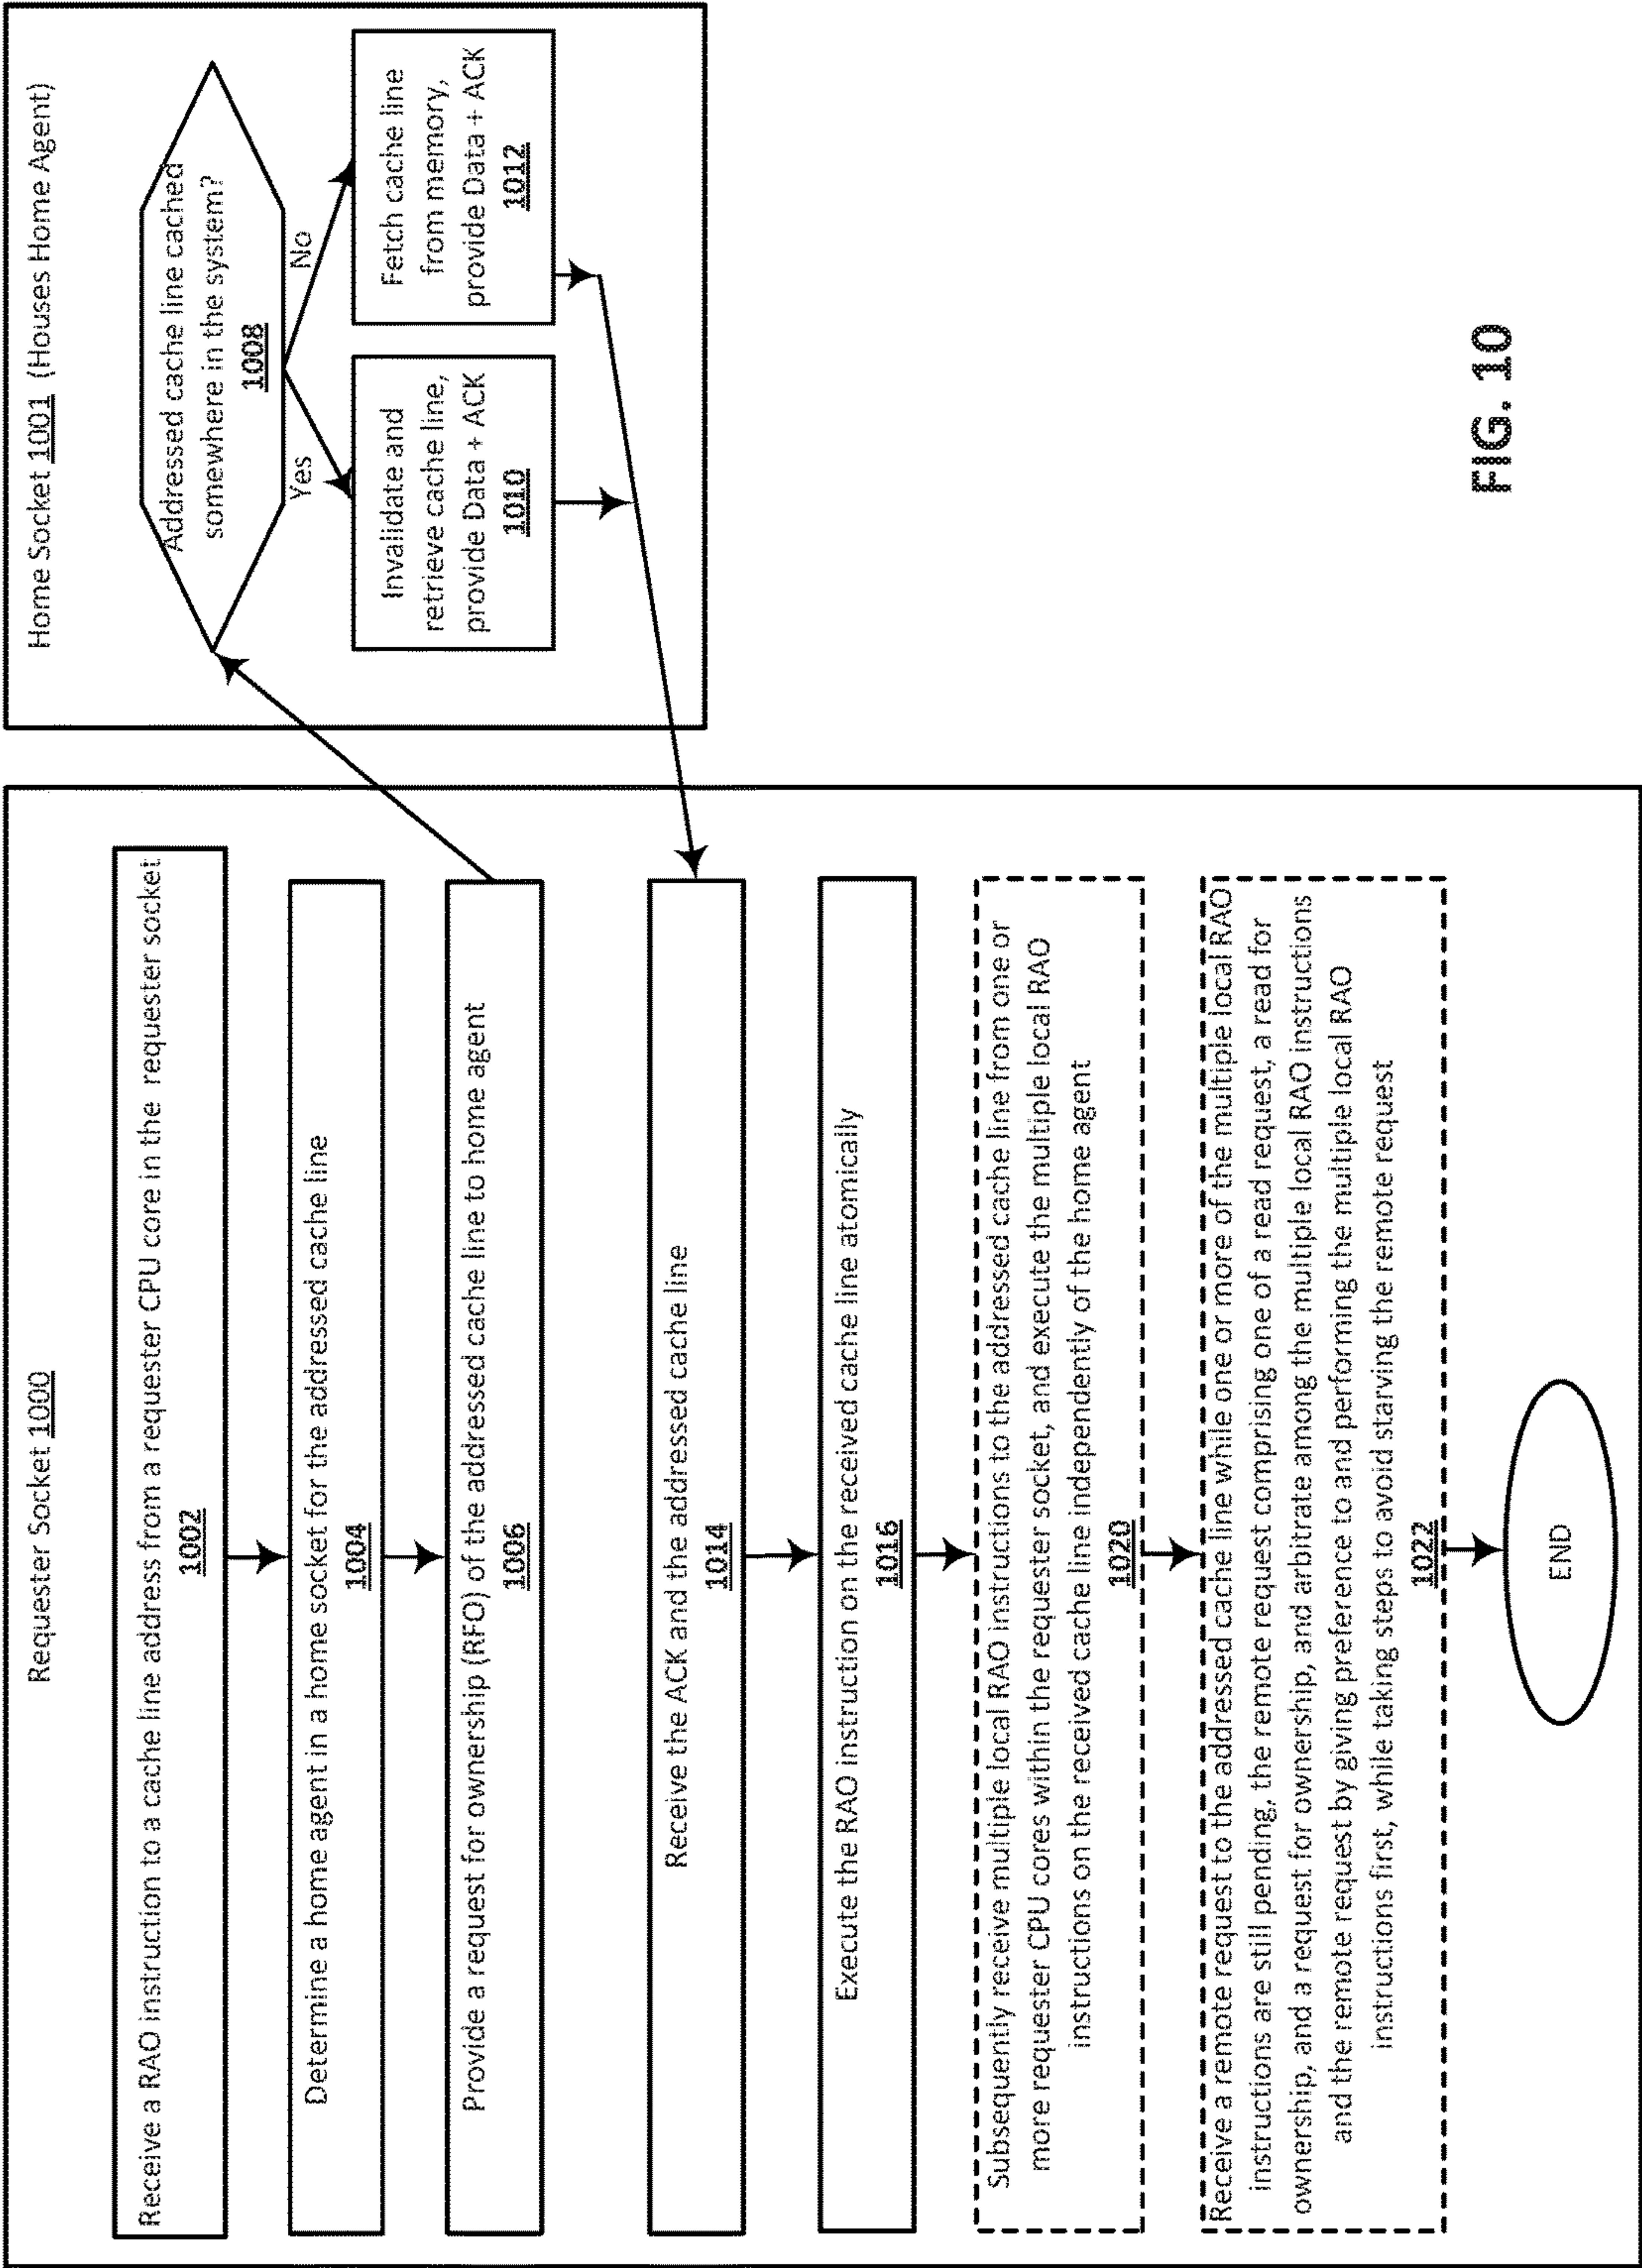 Requester Socket 1000
Receive a RAO instruction to a cache line address from a requester CPU core in the requester socket
1002
Determine a home agent in a home socket for the addressed cache line
1004
Provide a request for ownership (RFO) of the addressed cache line to home agent
1006
Receive the ACK and the addressed cache line
1014
Execute the RAO instruction on the received cache line atomically
1016
Subsequently receive multiple local RAO instructions to the addressed cache line from one or
more requester CPU cores within the requester socket, and execute the multiple local RAO
instructions on the received cache line independently of the home agent
1020
Receive a remote request to the addressed cache line while one or more of the multiple local RAO
instructions are still pending, the remote request comprising one of a read request, a read for
ownership, and a request for ownership, and arbitrate among the multiple local RAO instructions
and the remote request by giving preference to and performing the multiple local RAO
instructions first, while taking steps to avoid starving the remote request
1022
END
Home Socket 1001 (Houses Home Agent)
Addressed cache line cached
somewhere in the system?
1008
Yes
No
Invalidate and
retrieve cache line,
provide Data + ACK
1010
Fetch cache line
from memory,
provide Data + ACK
1012
FIG. 10